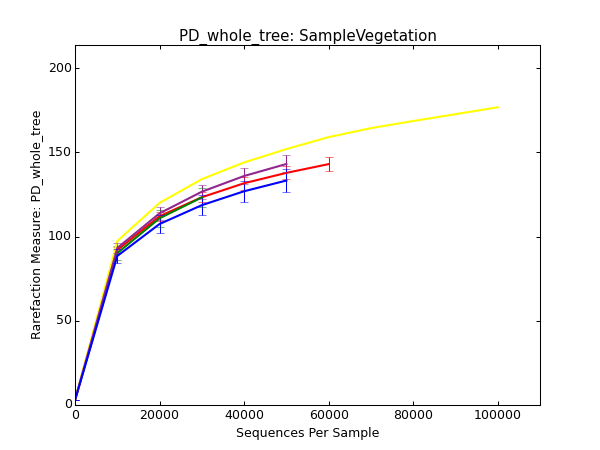 PD_whole_tree: SampleVegetation
Rarefaction Measure: PD_whole_tree
200
150
100
50
0
0 20000 40000 60000 80000 100000
Sequences Per Sample